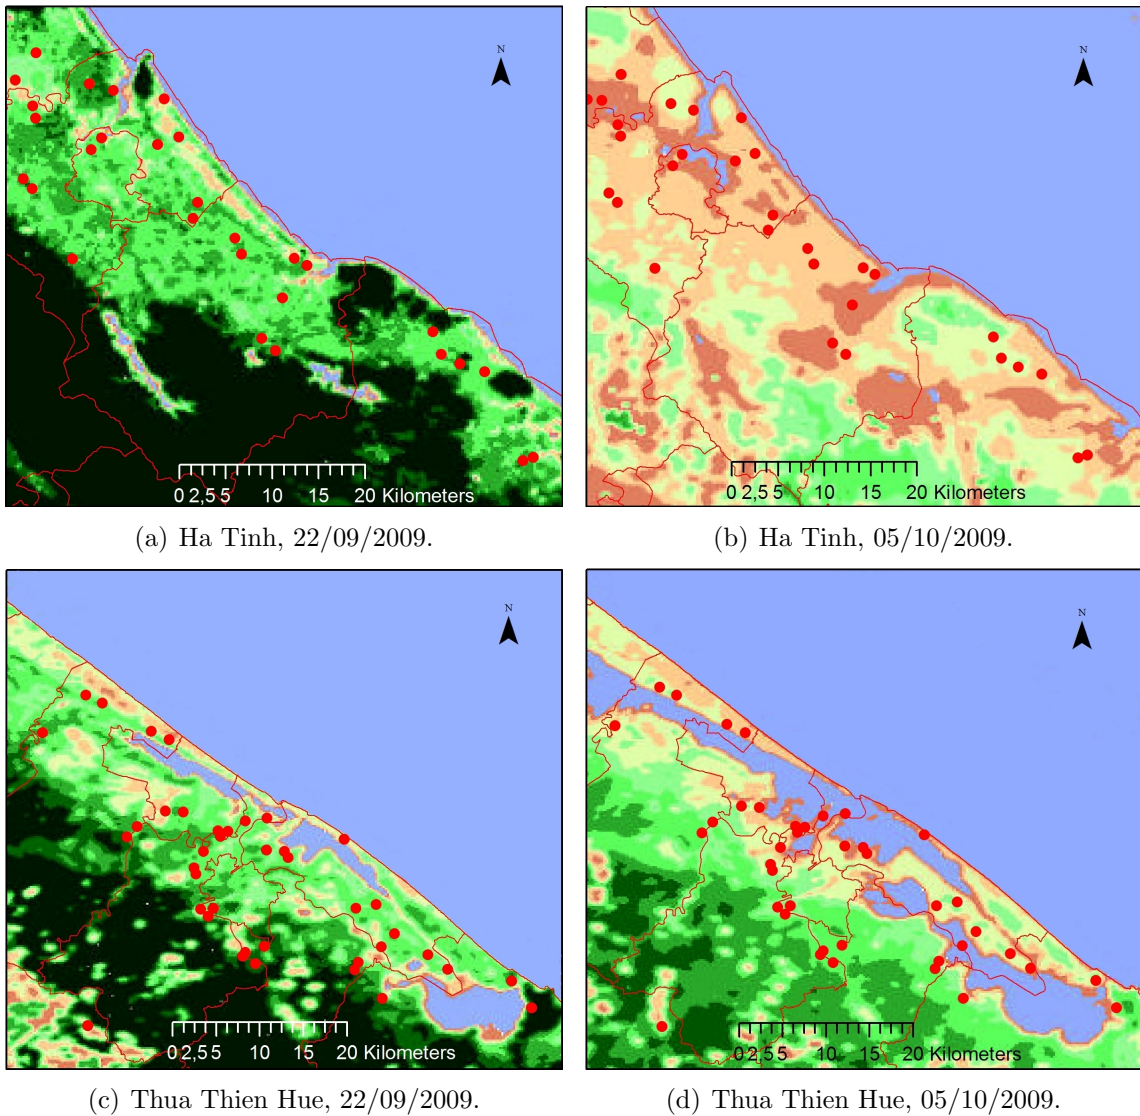 N
N
0 2,5 5 10 15 20 Kilometers
0 2,5 5 10 15 20 Kilometers
(a) Ha Tinh, 22/09/2009.
(b) Ha Tinh, 05/10/2009.
N
N
0 2,5 5 10 20 Kilometers
0 2,5 5 10 20 Kilometers
(c) Thua Thien Hue, 22/09/2009.
(d) Thua Thien Hue, 05/10/2009.